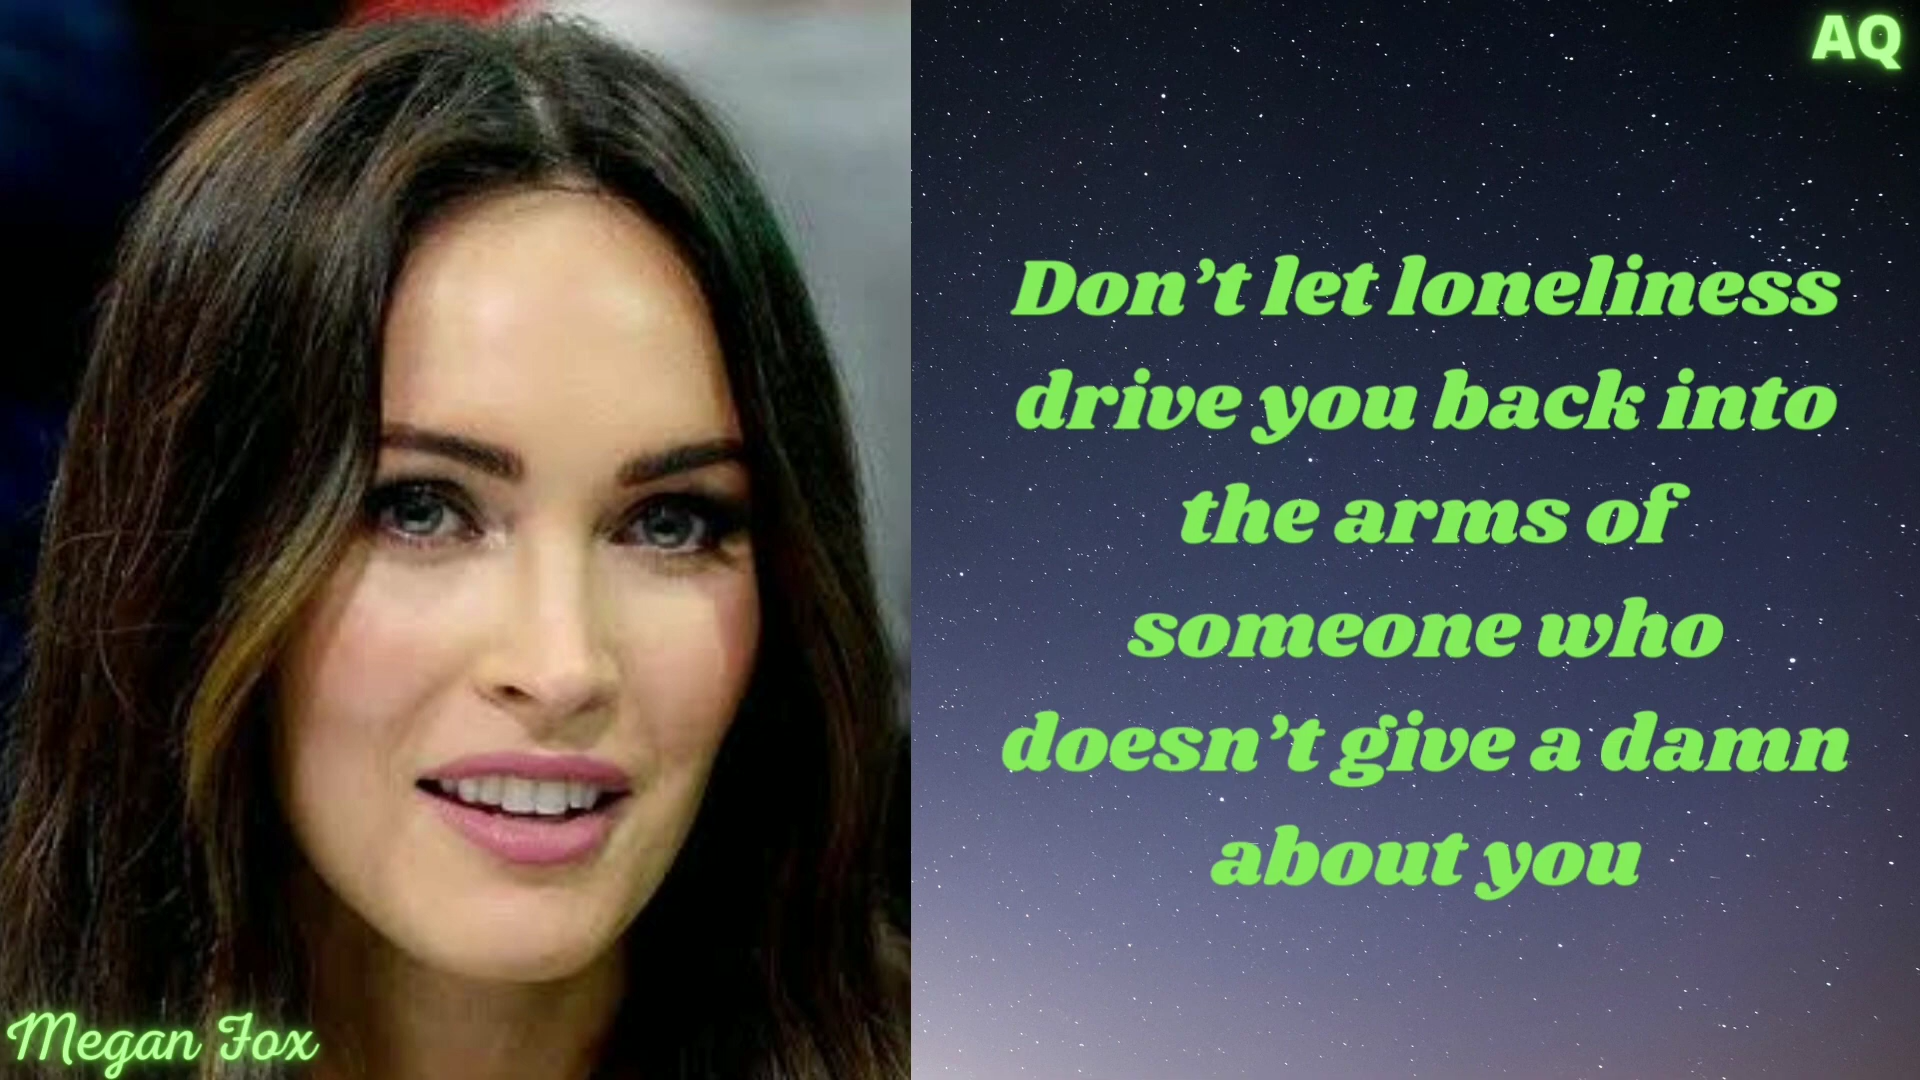 AQ
Don’t let loneliness
drive you back into
the arms of
someone who
doesn’t give a damn
about you
Megan Fox